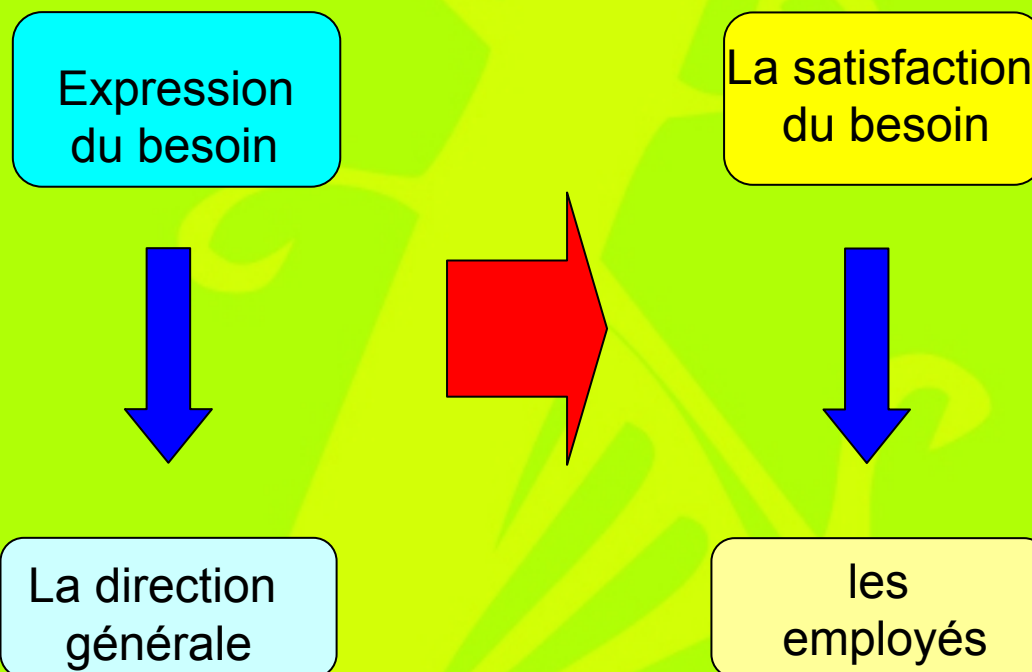 Expression
du besoin
La satisfaction
du besoin
La direction
générale
les
employés